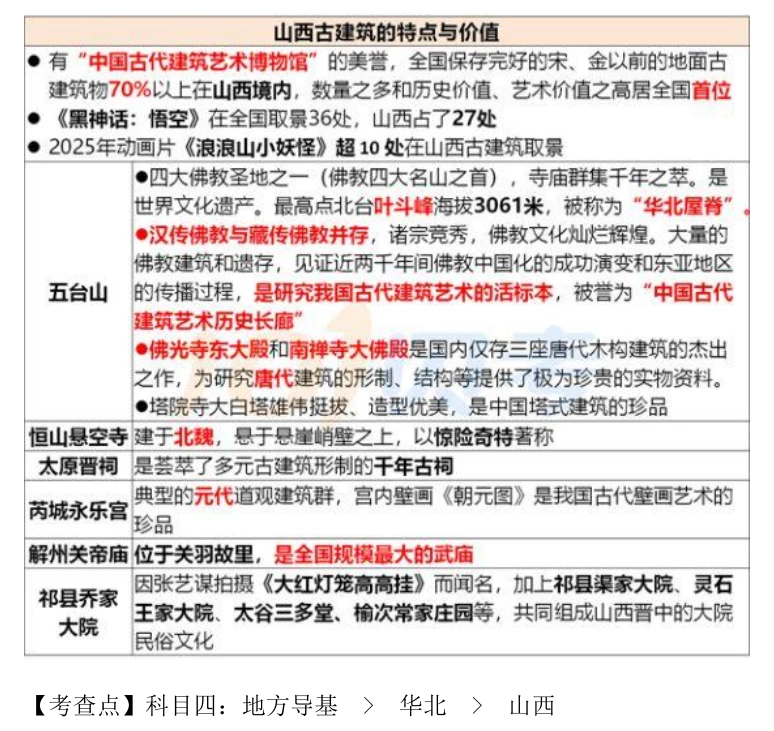 山西古建筑的特点与价值
●有“中国古代建筑艺术博物馆”的美誉，全国保存完好的宋、金以前的地面古
建筑物70%以上在山西境内，数量之多和历史价值、艺术价值之高居全国首位
●《黑神话：悟空》在全国取景36处，山西占了27处
●2025年动画片《浪浪山小妖怪》超 10 处在山西古建筑取景
五台山
●四大佛教圣地之一（佛教四大名山之首），寺庙群集千年之萃。是
世界文化遗产。最高点北台叶斗峰海拔3061米，被称为“华北屋脊”。
●汉传佛教与藏传佛教并存，诸宗竞秀，佛教文化灿烂辉煌。大量的
佛教建筑和遗存，见证近两千年间佛教中国化的成功演变和东亚地区
的传播过程，是研究我国古代建筑艺术的活标本，被誉为“中国古代
建筑艺术历史长廊”
●佛光寺东大殿和南禅寺大佛殿是国内仅存三座唐代木构建筑的杰出
之作，为研究唐代建筑的形制、结构等提供了极为珍贵的实物资料。
●塔院寺大白塔雄伟挺拔、造型优美，是中国塔式建筑的珍品
恒山悬空寺 建于北魏，悬于悬崖峭壁之上，以惊险奇特著称
太原晋祠 是荟萃了多元古建筑形制的千年古祠
芮城永乐宫
典型的元代道观建筑群，宫内壁画《朝元图》是我国古代壁画艺术的
珍品
解州关帝庙 位于关羽故里，是全国规模最大的武庙
祁县乔家
大院
因张艺谋拍摄《大红灯笼高高挂》而闻名，加上祁县渠家大院、灵石
王家大院、太谷三多堂、榆次常家庄园等，共同组成山西晋中的大院
民俗文化
【考查点】科目四：地方导基 > 华北 > 山西